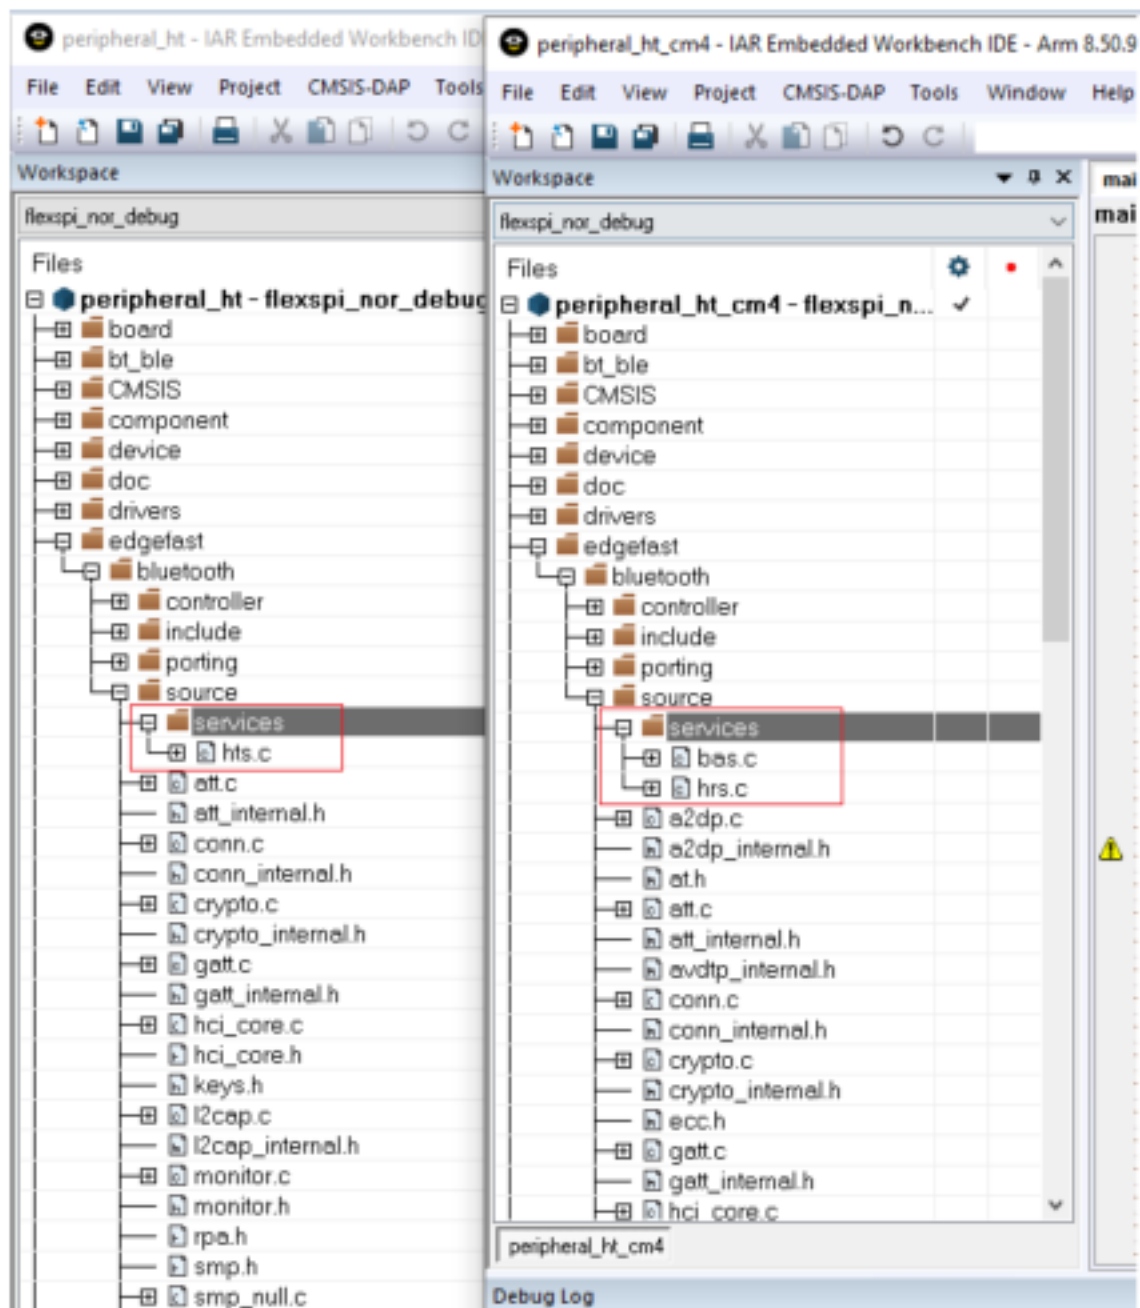 peripheral_ht - IAR Embedded Workbench ID
File Edit View Project CMSIS-DAP Tools
Workspace
flexspi_nor_debug
Files
peripheral_ht - flexspi_nor_debug
board
bt_ble
CMSIS
component
device
doc
drivers
edgefast
bluetooth
controller
include
porting
source
services
hts.c
att.c
att_internal.h
conn.c
conn_internal.h
crypto.c
crypto_internal.h
gatt.c
gatt_internal.h
hci_core.c
hci_core.h
keys.h
l2cap.c
l2cap_internal.h
monitor.c
monitor.h
rpa.h
smp.h
smp_null.c
peripheral_ht_cm4 - IAR Embedded Workbench IDE - Arm 8.50.9
File Edit View Project CMSIS-DAP Tools Window Help
Workspace
flexspi_nor_debug
Files
peripheral_ht_cm4 - flexspi_n...
board
bt_ble
CMSIS
component
device
doc
drivers
edgefast
bluetooth
controller
include
porting
source
services
bas.c
hrs.c
a2dp.c
a2dp_internal.h
at.h
att.c
att_internal.h
avdtp_internal.h
conn.c
conn_internal.h
crypto.c
crypto_internal.h
ecc.h
gatt.c
gatt_internal.h
hci_core.c
peripheral_ht_cm4
Debug Log
mai
mai